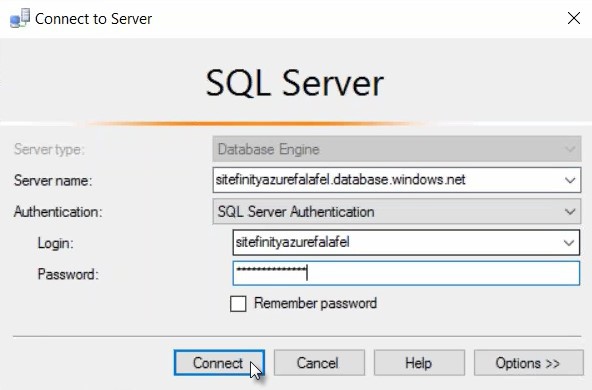 Connect to Server
SQL Server
Server type: Database Engine
Server name: sitefinityazurefalafel.database.windows.net
Authentication: SQL Server Authentication
Login: sitefinityazurefalafel
Password: **************
Remember password
Connect Cancel Help Options >>